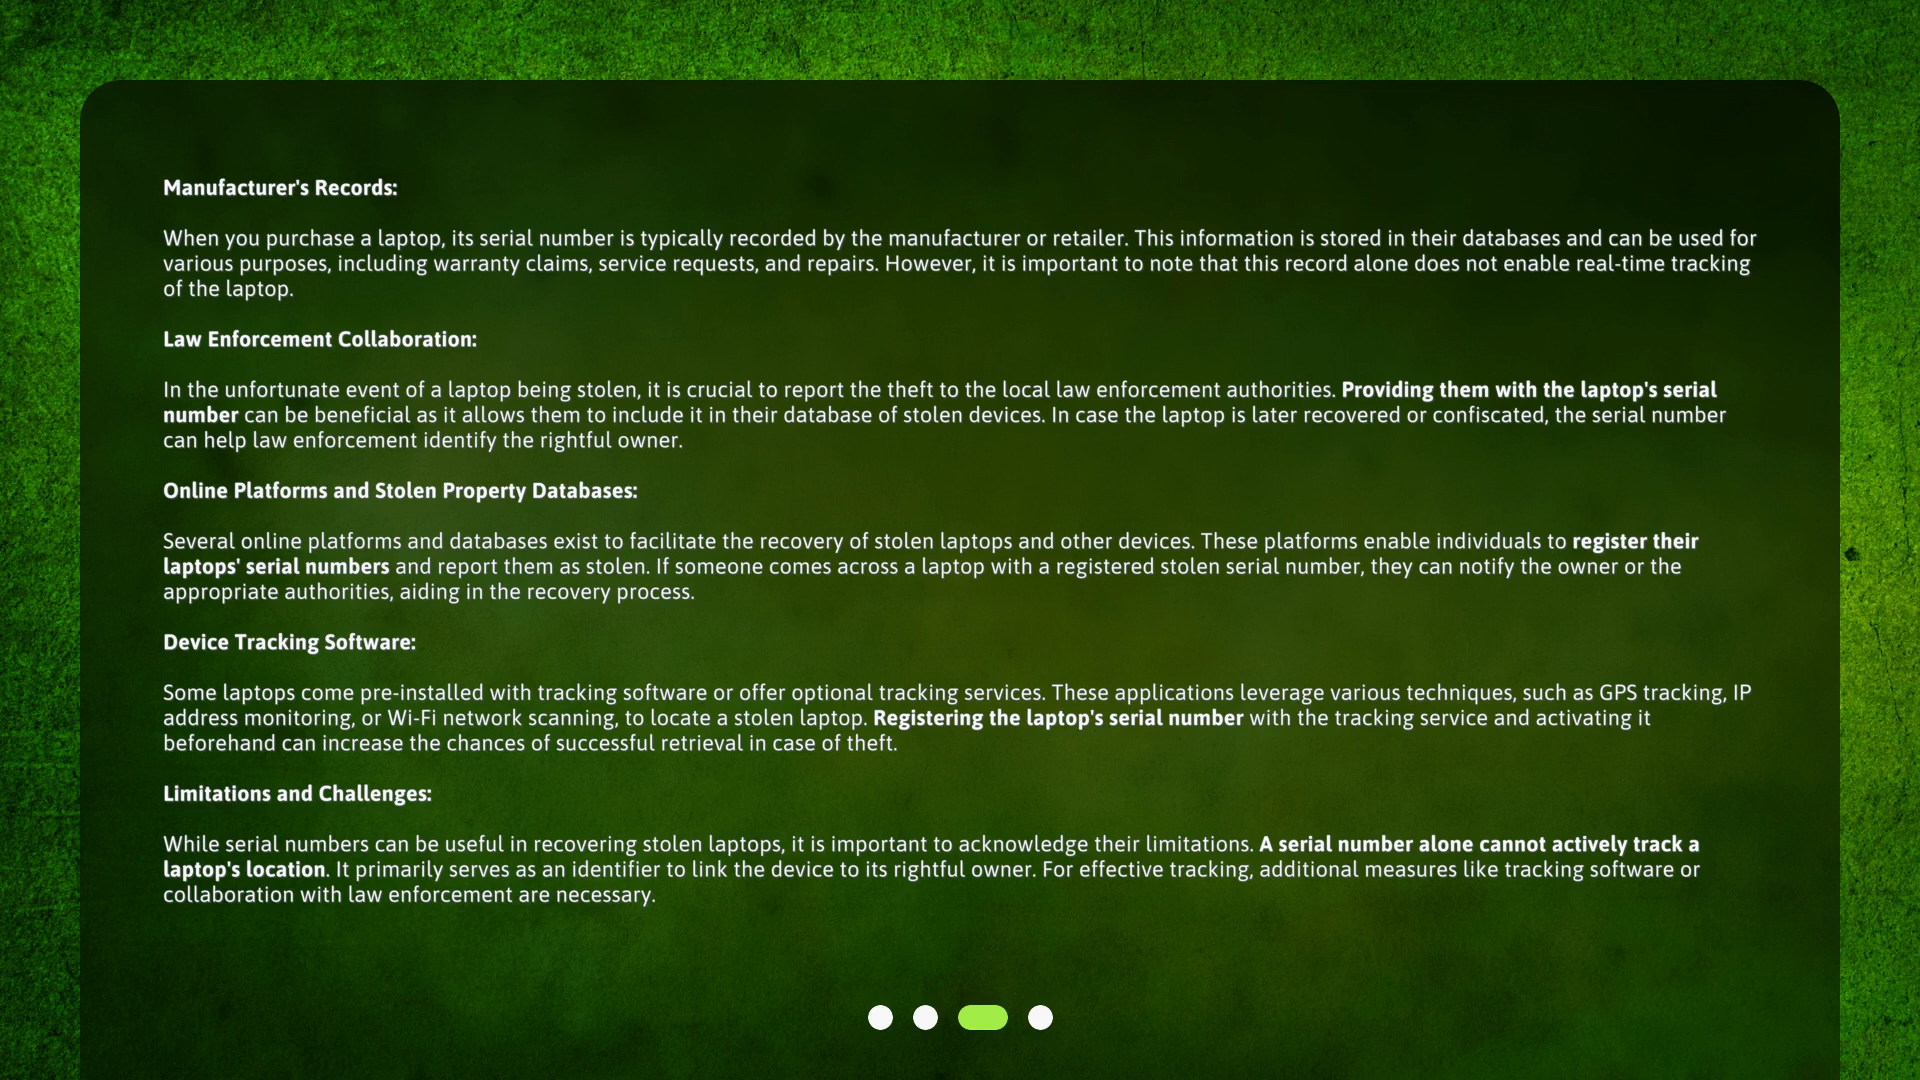 Manufacturer's Records:
When you purchase a laptop, its serial number is typically recorded by the manufacturer or retailer. This information is stored in their databases and can be used for
various purposes, including warranty claims, service requests, and repairs. However, it is important to note that this record alone does not enable real-time tracking
of the laptop.
Law Enforcement Collaboration:
In the unfortunate event of a laptop being stolen, it is crucial to report the theft to the local law enforcement authorities. Providing them with the laptop's serial
number can be beneficial as it allows them to include it in their database of stolen devices. In case the laptop is later recovered or confiscated, the serial number
can help law enforcement identify the rightful owner.
Online Platforms and Stolen Property Databases:
Several online platforms and databases exist to facilitate the recovery of stolen laptops and other devices. These platforms enable individuals to register their
laptops' serial numbers and report them as stolen. If someone comes across a laptop with a registered stolen serial number, they can notify the owner or the
appropriate authorities, aiding in the recovery process.
Device Tracking Software:
Some laptops come pre-installed with tracking software or offer optional tracking services. These applications leverage various techniques, such as GPS tracking, IP
address monitoring, or Wi-Fi network scanning, to locate a stolen laptop. Registering the laptop's serial number with the tracking service and activating it
beforehand can increase the chances of successful retrieval in case of theft.
Limitations and Challenges:
While serial numbers can be useful in recovering stolen laptops, it is important to acknowledge their limitations. A serial number alone cannot actively track a
laptop's location. It primarily serves as an identifier to link the device to its rightful owner. For effective tracking, additional measures like tracking software or
collaboration with law enforcement are necessary.